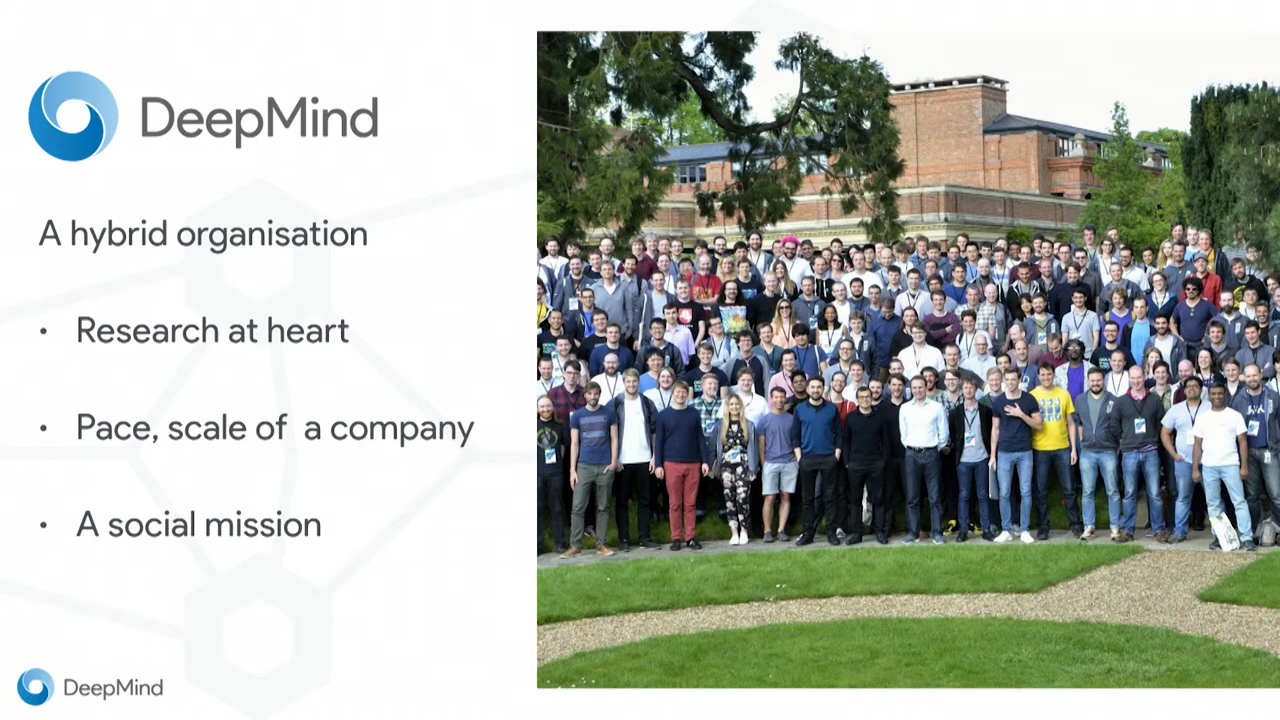 DeepMind
A hybrid organisation
• Research at heart
• Pace, scale of a company
• A social mission
DeepMind